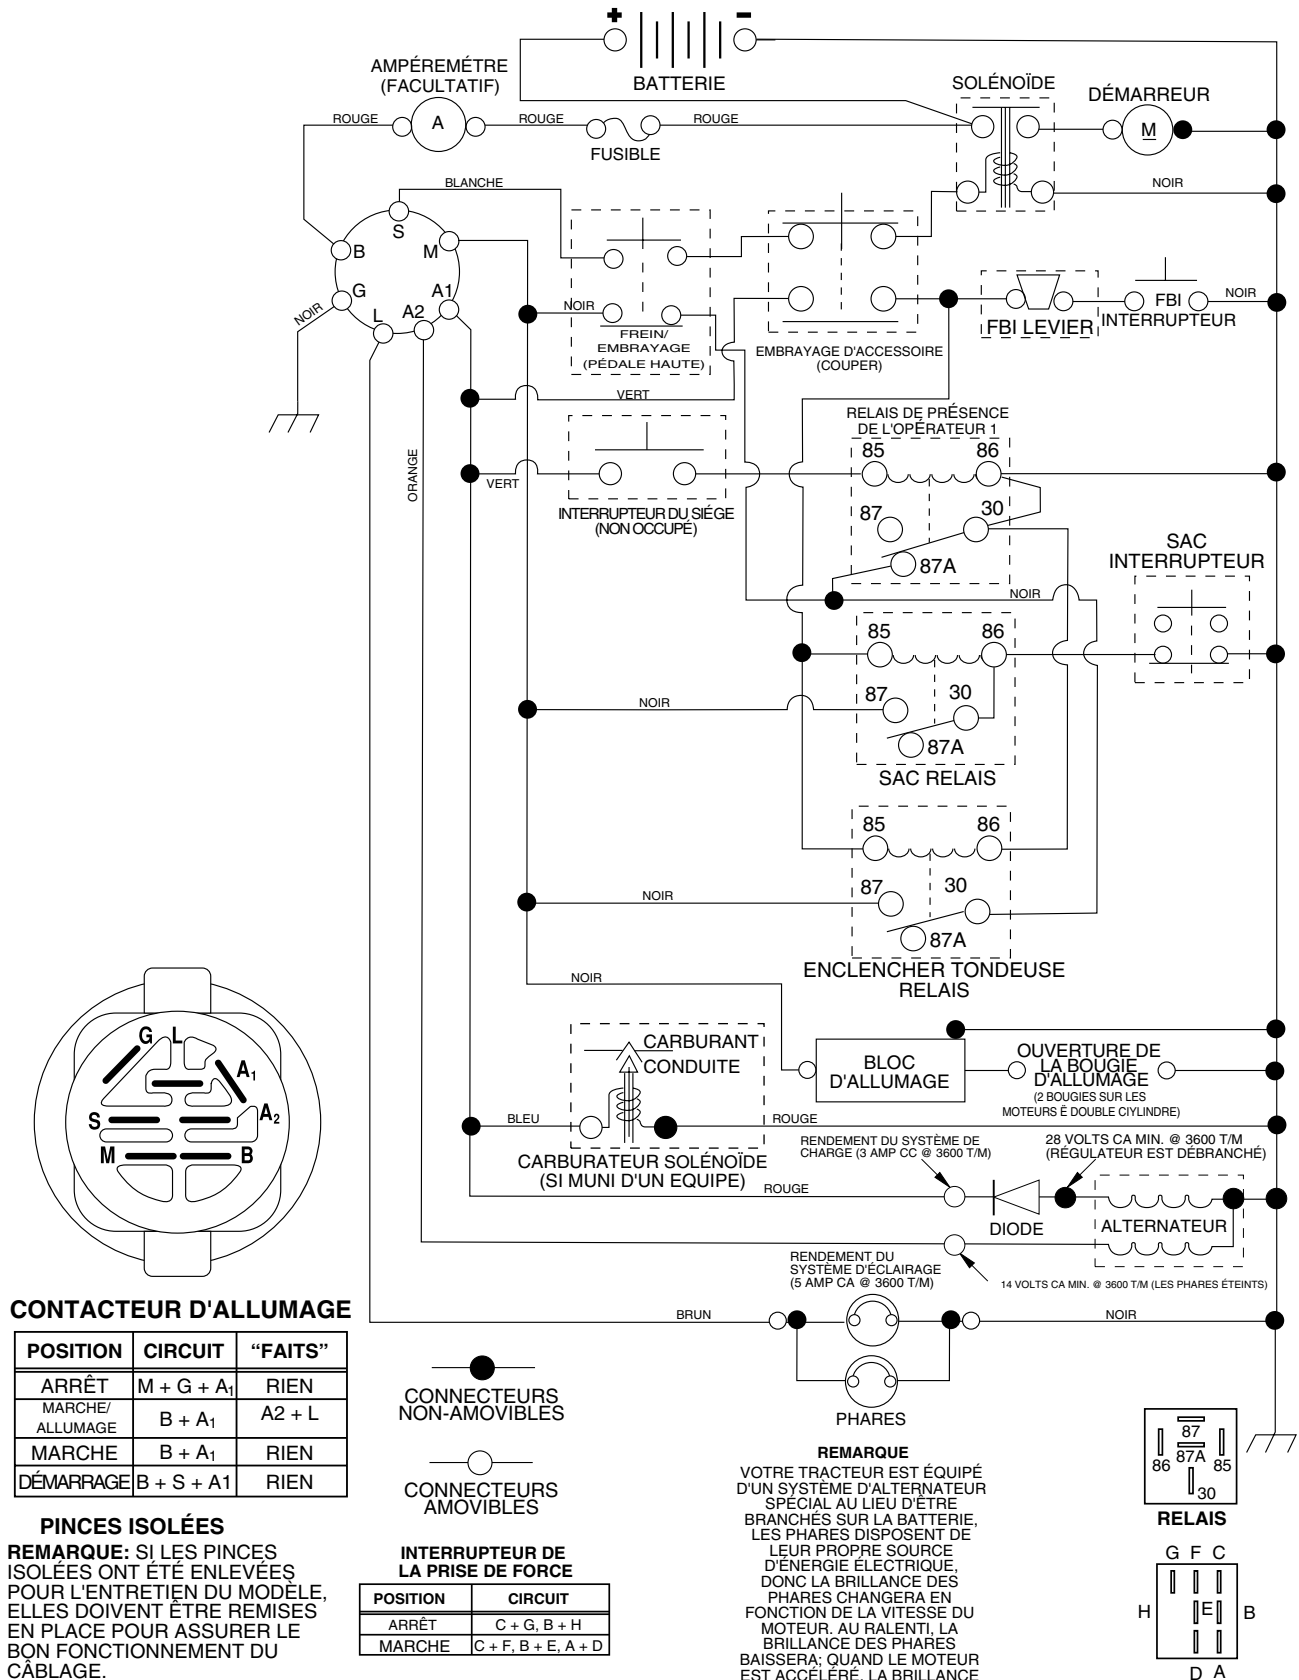 +
-
BATTERIE
AMPÉREMÉTRE
(FACULTATIF)
SOLÉNOÏDE
DÉMARREUR
ROUGE
A
ROUGE
ROUGE
M
FUSIBLE
BLANCHE
NOIR
S
B
M
G
A1
L
A2
NOIR
NOIR
FREIN/
EMBRAYAGE
(PÉDALE HAUTE)
EMBRAYAGE D'ACCESSOIRE
(COUPER)
FBI LEVIER
FBI
INTERRUPTEUR
NOIR
VERT
ORANGE
VERT
INTERRUPTEUR DU SIÉGE
(NON OCCUPÉ)
RELAIS DE PRÉSENCE
DE L'OPÉRATEUR 1
85
86
87
30
87A
NOIR
SAC
INTERRUPTEUR
85
86
87
30
87A
NOIR
SAC RELAIS
85
86
87
30
87A
NOIR
ENCLENCHER TONDEUSE
RELAIS
NOIR
CARBURANT
CONDUITE
BLOC
D'ALLUMAGE
OUVERTURE DE
LA BOUGIE
D'ALLUMAGE
(2 BOUGIES SUR LES
MOTEURS Ë DOUBLE CIYLINDRE)
BLEU
ROUGE
CARBURATEUR SOLÉNOÏDE
(SI MUNI D'UN EQUIPE)
RENDEMENT DU SYSTÈME DE
CHARGE (3 AMP CC @ 3600 T/M)
28 VOLTS CA MIN. @ 3600 T/M
(RÉGULATEUR EST DÉBRANCHÉ)
ROUGE
DIODE
ALTERNATEUR
RENDEMENT DU
SYSTÈME D'ÉCLAIRAGE
(5 AMP CA @ 3600 T/M)
14 VOLTS CA MIN. @ 3600 T/M (LES PHARES ÉTEINTS)
BRUN
NOIR
PHARES
G
L
A1
S
A2
M
B
CONTACTEUR D'ALLUMAGE
POSITION CIRCUIT “FAITS”
ARRÊT M + G + A1 RIEN
MARCHE/
ALLUMAGE B + A1 A2 + L
MARCHE B + A1 RIEN
DÉMARRAGE B + S + A1 RIEN
PINCES ISOLÉES
REMARQUE: SI LES PINCES
ISOLÉES ONT ÉTÉ ENLEVÉES
POUR L'ENTRETIEN DU MODÈLE,
ELLES DOIVENT ÊTRE REMISES
EN PLACE POUR ASSURER LE
BON FONCTIONNEMENT DU
CÂBLAGE.
CONNECTEURS
NON-AMOVIBLES
CONNECTEURS
AMOVIBLES
INTERRUPTEUR DE
LA PRISE DE FORCE
POSITION CIRCUIT
ARRÊT C + G, B + H
MARCHE C + F, B + E, A + D
REMARQUE
VOTRE TRACTEUR EST ÉQUIPÉ
D'UN SYSTÈME D'ALTERNATEUR
SPÉCIAL AU LIEU D'ÊTRE
BRANCHÉS SUR LA BATTERIE,
LES PHARES DISPOSENT DE
LEUR PROPRE SOURCE
D'ÉNERGIE ÉLECTRIQUE,
DONC LA BRILLANCE DES
PHARES CHANGERA EN
FONCTION DE LA VITESSE DU
MOTEUR. AU RALENTI, LA
BRILLANCE DES PHARES
BAISSERA; QUAND LE MOTEUR
EST ACCÉLÉRÉ, LA BRILLANCE
87
87A
86
85
30
RELAIS
G F C
H
E
B
D A